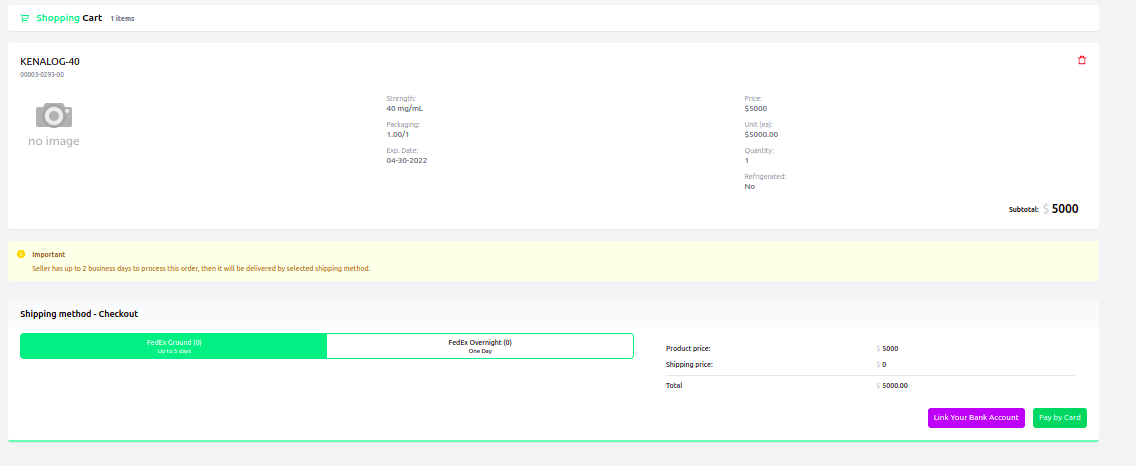 Shopping Cart 1 items
KENALOG-40
00003-0293-00
no image
Strength:
40 mg/mL
Packaging:
1.00/1
Exp. Date:
04-30-2022
Price:
$5000
Unit (ea):
$5000.00
Quantity:
1
Refrigerated:
No
Subtotal: $ 5000
Important
Seller has up to 2 business days to process this order, then it will be delivered by selected shipping method.
Shipping method - Checkout
FedEx Ground (0)
Up to 5 days
FedEx Overnight (0)
One Day
Product price: $ 5000
Shipping price: $ 0
Total $ 5000.00
Link Your Bank Account
Pay by Card